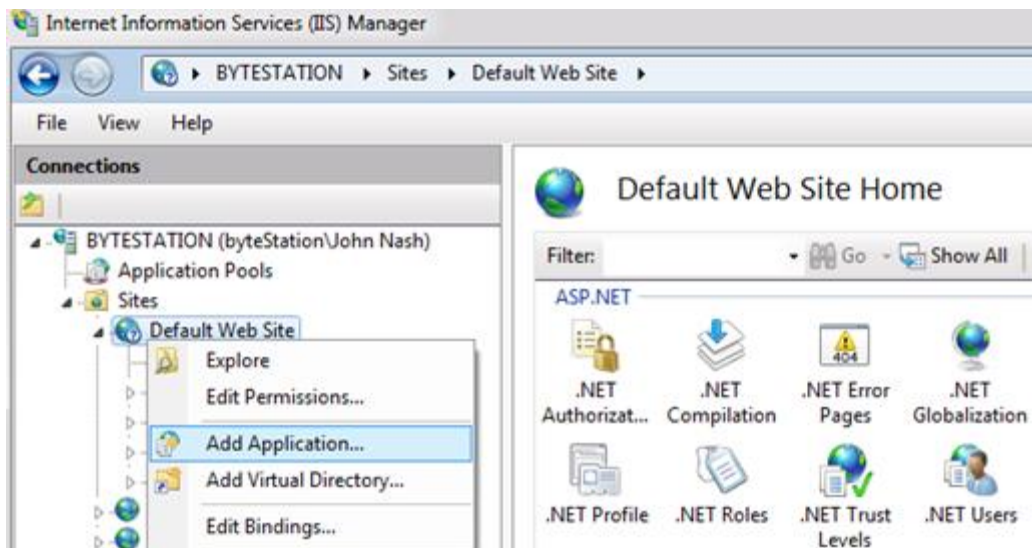 Internet Information Services (IIS) Manager
BYTESTATION Sites Default Web Site
File View Help
Connections
BYTESTATION (byteStation\John Nash)
Application Pools
Sites
Default Web Site
Explore
Edit Permissions...
Add Application...
Add Virtual Directory...
Edit Bindings...
Default Web Site Home
Filter: Go Show All
ASP.NET
404
.NET Authorizat...
.NET Compilation
.NET Error Pages
.NET Globalization
.NET Profile
.NET Roles
.NET Trust Levels
.NET Users